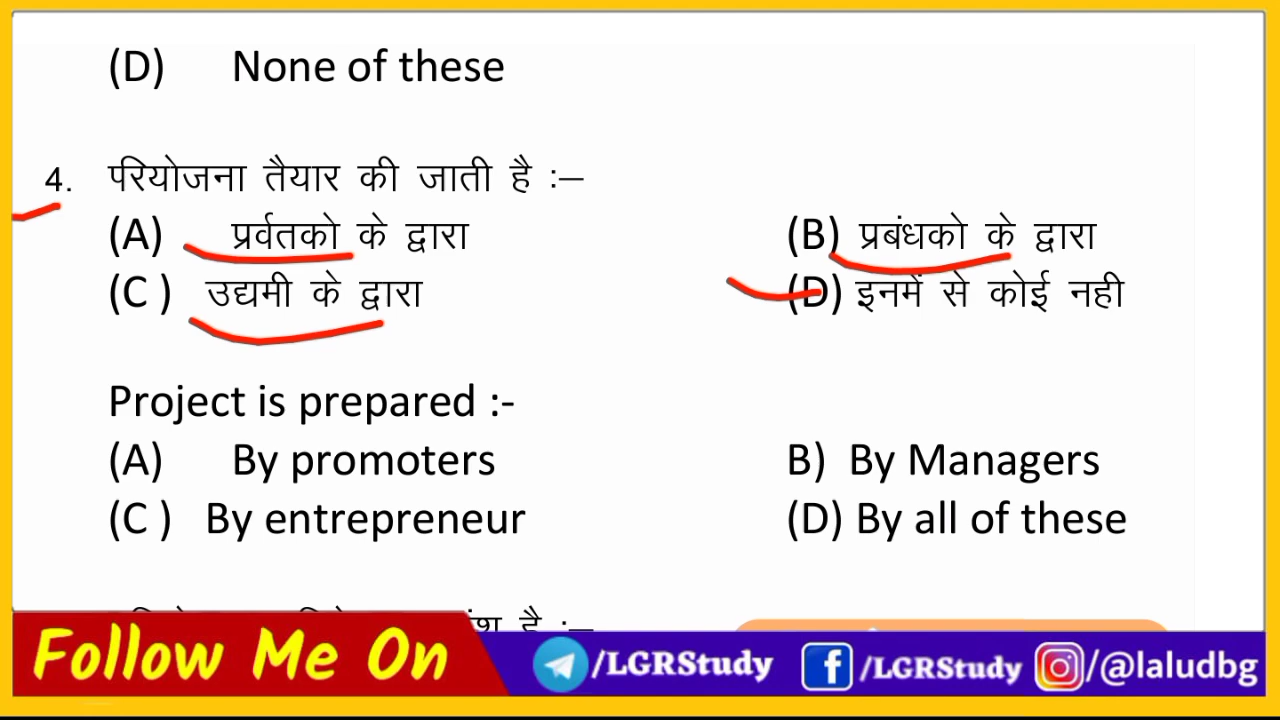 (D) None of these
4. परियोजना तैयार की जाती है :–
(A) प्रर्वतको के द्वारा (B) प्रबंधको के द्वारा
(C ) उद्यमी के द्वारा (D) इनमें से कोई नही
Project is prepared :-
(A) By promoters B) By Managers
(C ) By entrepreneur (D) By all of these
है :–
Follow Me On /LGRStudy /LGRStudy /@laludbg